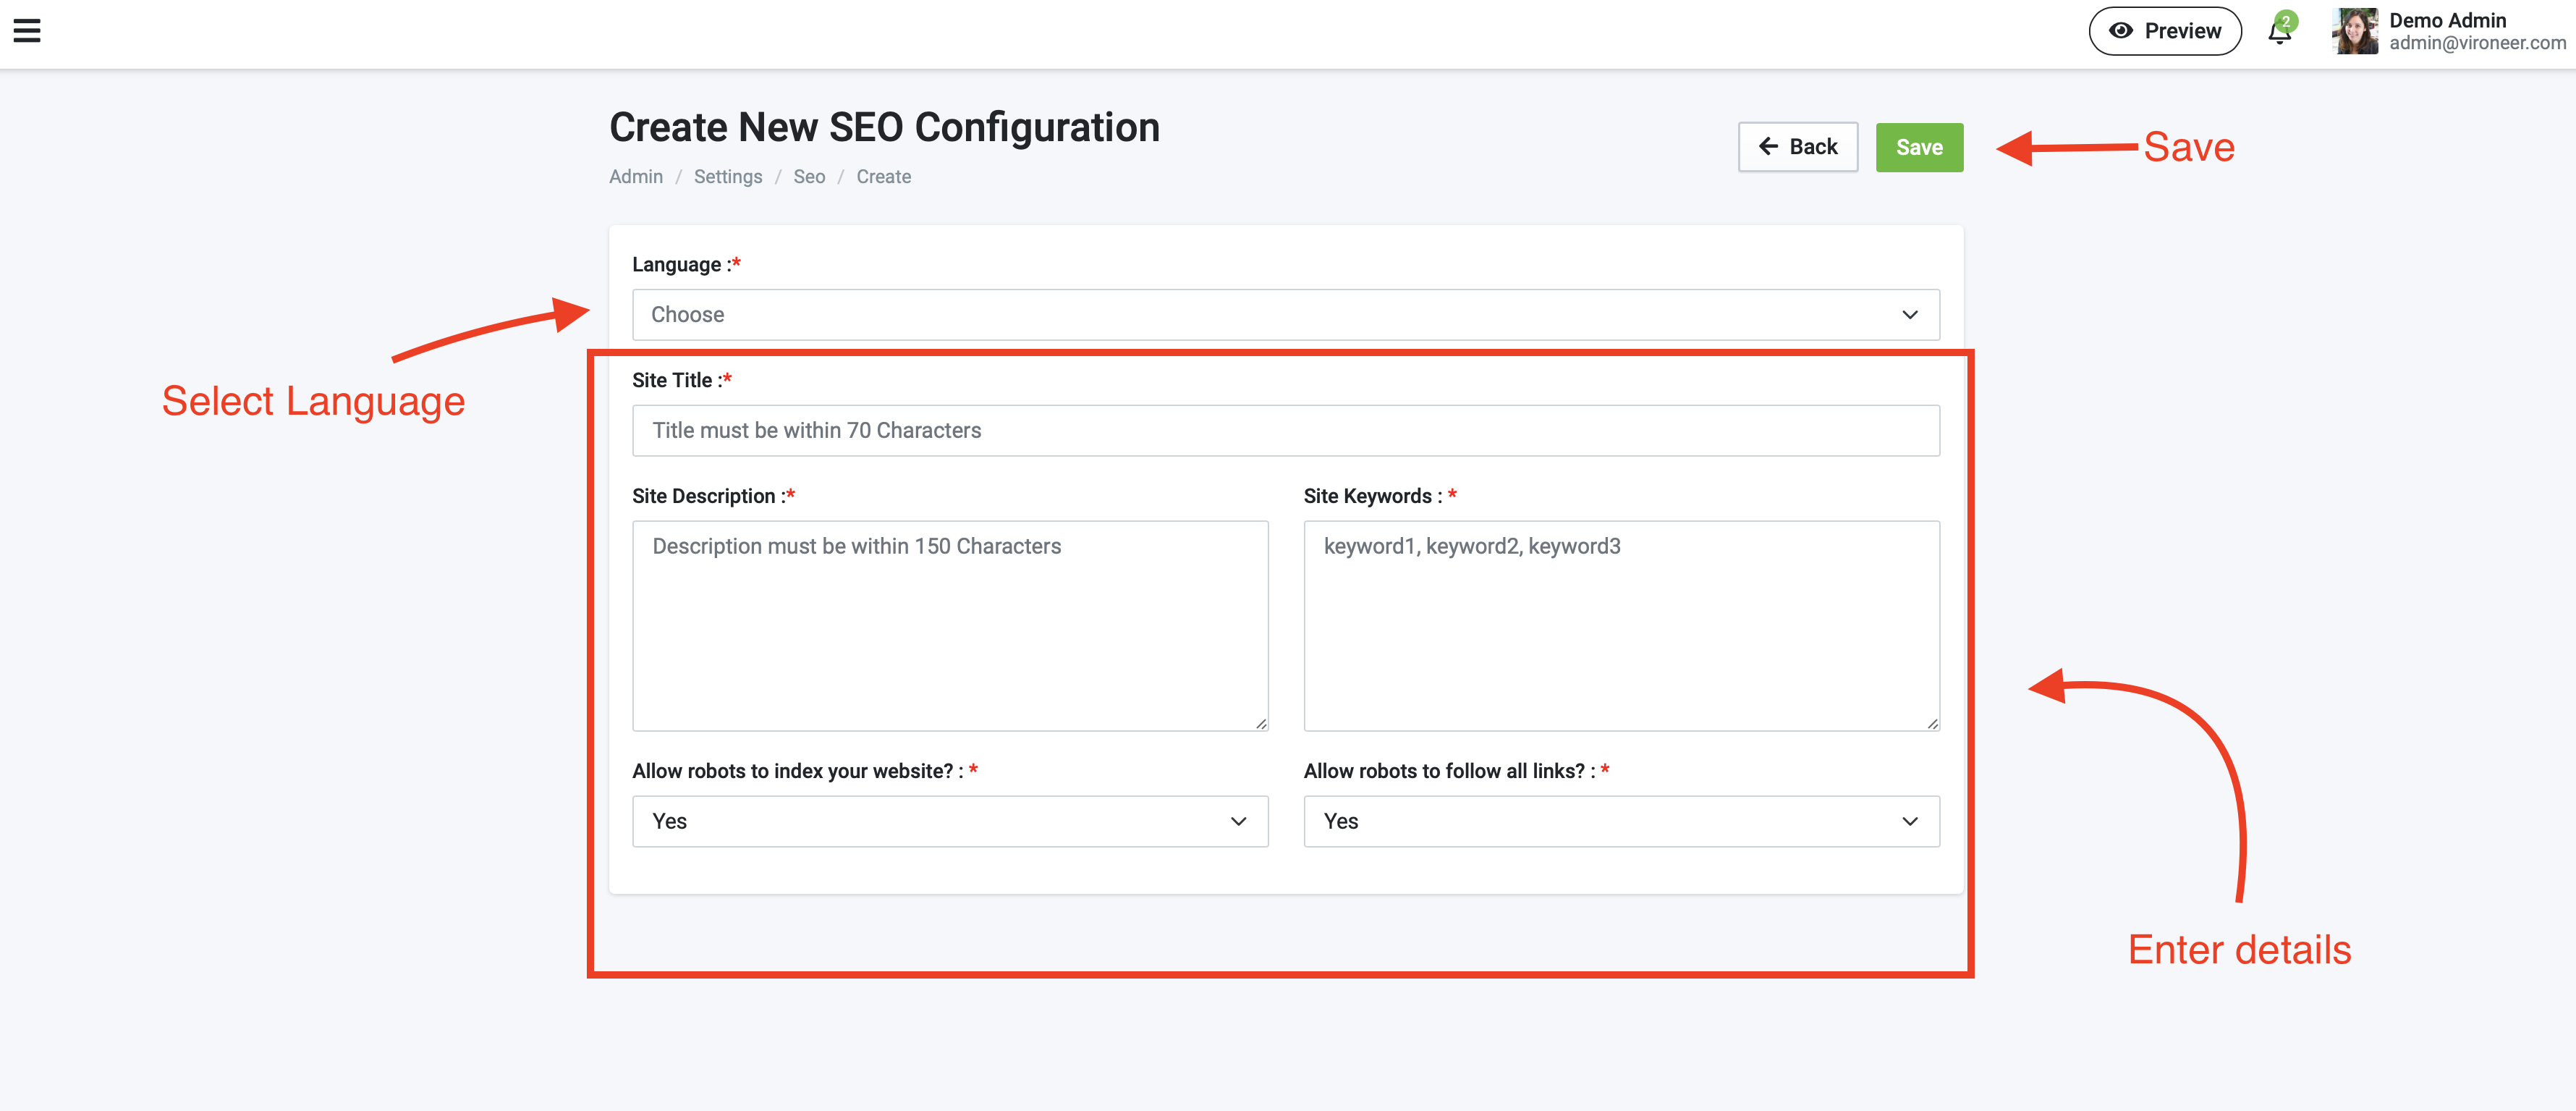 Preview
2
Demo Admin
admin@vironeer.com
Create New SEO Configuration
Admin / Settings / Seo / Create
Back
Save
Save
Language :*
Choose
Select Language
Site Title :*
Title must be within 70 Characters
Site Description :*
Site Keywords : *
Description must be within 150 Characters
keyword1, keyword2, keyword3
Allow robots to index your website? : *
Allow robots to follow all links? : *
Yes
Yes
Enter details